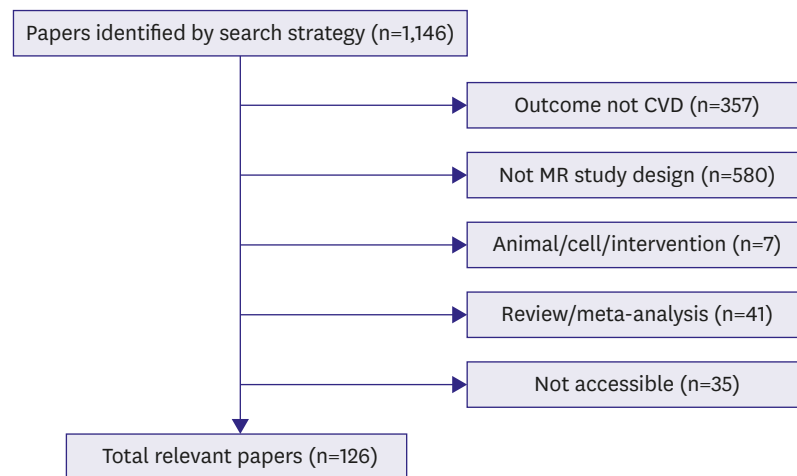 Papers identified by search strategy (n=1,146)
Outcome not CVD (n=357)
Not MR study design (n=580)
Animal/cell/intervention (n=7)
Review/meta-analysis (n=41)
Not accessible (n=35)
Total relevant papers (n=126)